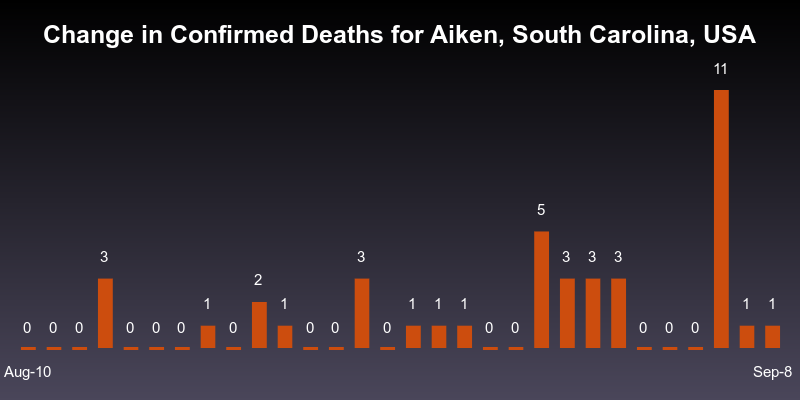 Change in Confirmed Deaths for Aiken, South Carolina, USA
11
5
3 3 3 3 3
2
1 1 1 1 1 1 1
0 0 0 0 0 0 0 0 0 0 0 0 0 0 0
Aug-10 Sep-8